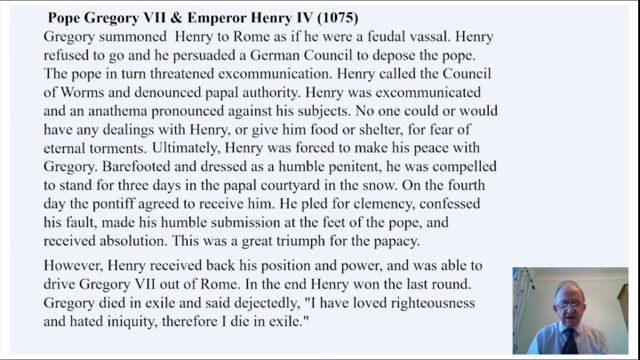 Pope Gregory VII & Emperor Henry IV (1075)
Gregory summoned Henry to Rome as if he were a feudal vassal. Henry
refused to go and he persuaded a German Council to depose the pope.
The pope in turn threatened excommunication. Henry called the Council
of Worms and denounced papal authority. Henry was excommunicated
and an anathema pronounced against his subjects. No one could or would
have any dealings with Henry, or give him food or shelter, for fear of
eternal torments. Ultimately, Henry was forced to make his peace with
Gregory. Barefooted and dressed as a humble penitent, he was compelled
to stand for three days in the papal courtyard in the snow. On the fourth
day the pontiff agreed to receive him. He pled for clemency, confessed
his fault, made his humble submission at the feet of the pope, and
received absolution. This was a great triumph for the papacy.
However, Henry received back his position and power, and was able to
drive Gregory VII out of Rome. In the end Henry won the last round.
Gregory died in exile and said dejectedly, "I have loved righteousness
and hated iniquity, therefore I die in exile."